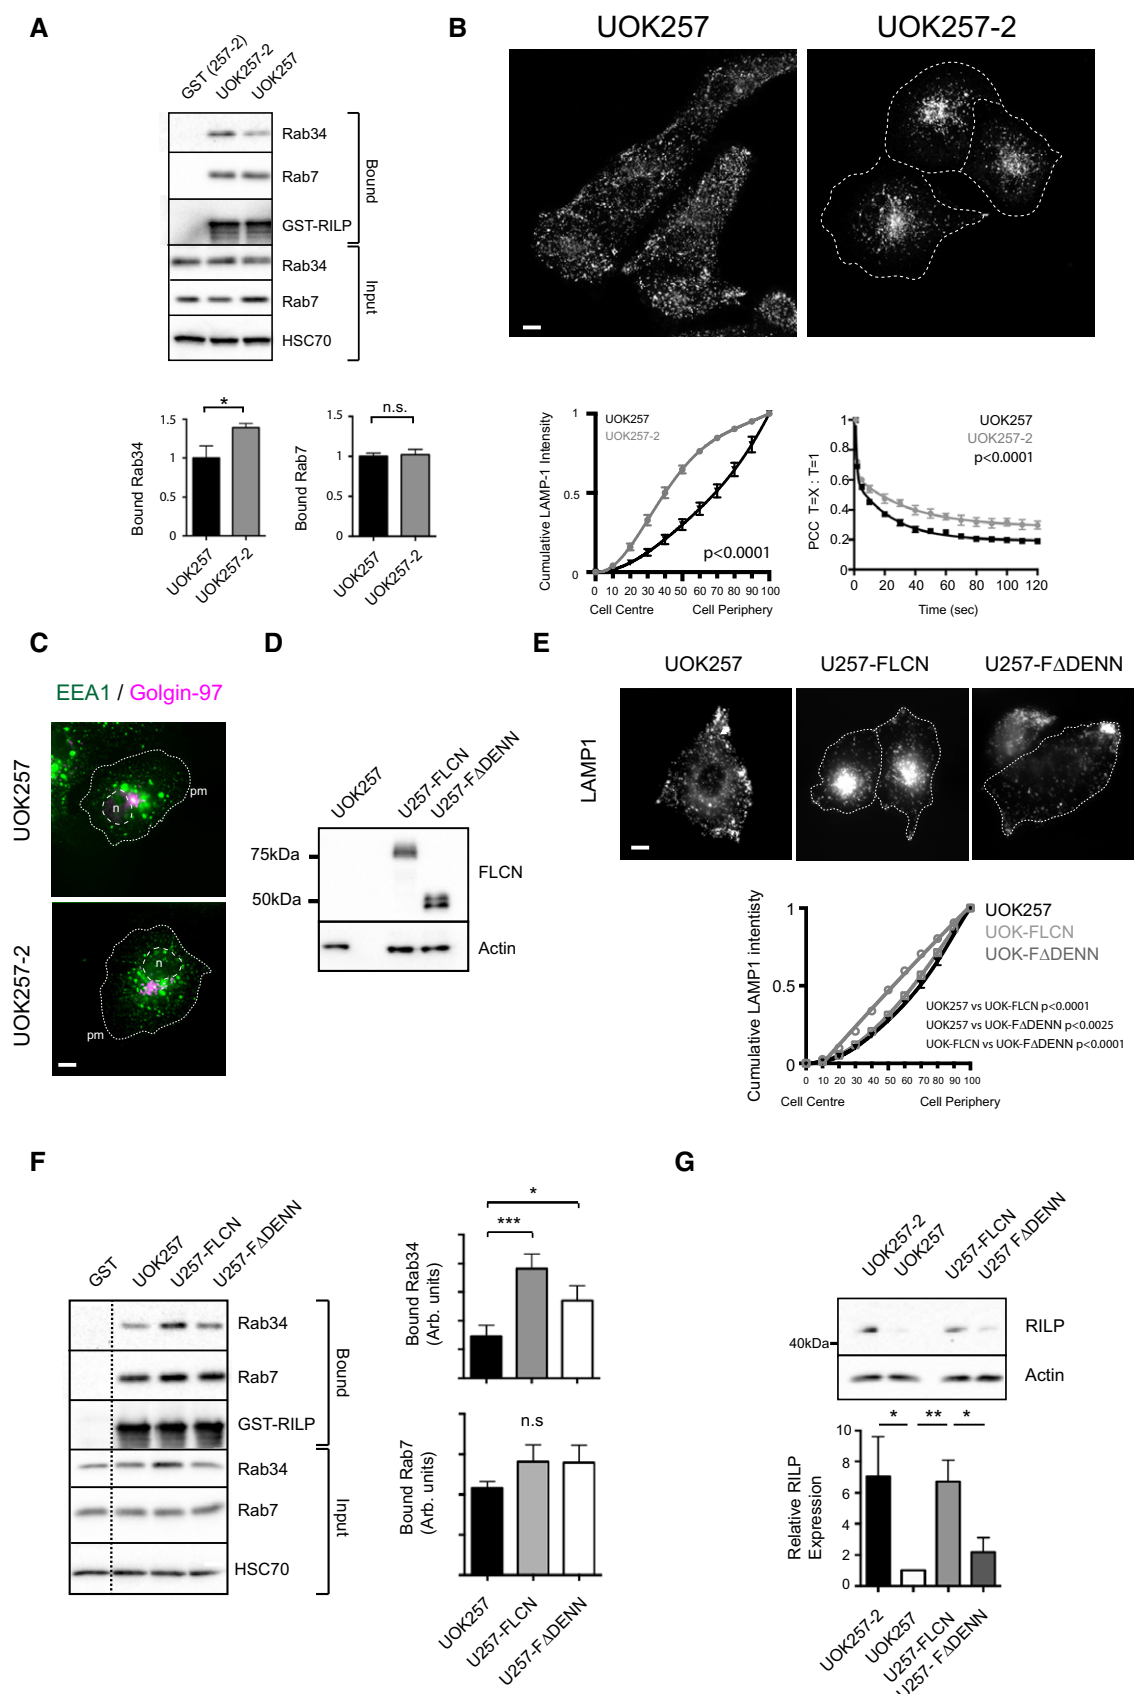 A
GST (257-2)
UOK257-2
UOK257
Rab34
Rab7
GST-RILP
Bound
Rab34
Rab7
HSC70
Input
*
1.5
1
0.5
0
Bound Rab34
UOK257
UOK257-2
n.s.
1.5
1
0.5
0
Bound Rab7
UOK257
UOK257-2
B
UOK257
UOK257-2
Cumulative LAMP-1 Intensity
1
0.5
0
UOK257
UOK257-2
p<0.0001
0 10 20 30 40 50 60 70 80 90 100
Cell Centre
Cell Periphery
PCC T=X : T=1
1
0.8
0.6
0.4
0.2
0
UOK257
UOK257-2
p<0.0001
0 20 40 60 80 100 120
Time (sec)
C
EEA1 / Golgin-97
UOK257
n
pm
UOK257-2
n
pm
D
UOK257
U257-FLCN
U257-FΔDENN
75kDa
50kDa
FLCN
Actin
E
UOK257
U257-FLCN
U257-FΔDENN
LAMP1
Cumulative LAMP1 intentisty
1
0.5
0
UOK257
UOK-FLCN
UOK-FΔDENN
UOK257 vs UOK-FLCN p<0.0001
UOK257 vs UOK-FΔDENN p<0.0025
UOK-FLCN vs UOK-FΔDENN p<0.0001
0 10 20 30 40 50 60 70 80 90 100
Cell Centre
Cell Periphery
F
GST
UOK257
U257-FLCN
U257-FΔDENN
Rab34
Rab7
GST-RILP
Bound
Rab34
Rab7
HSC70
Input
*
***
Bound Rab34
(Arb. units)
n.s
Bound Rab7
(Arb. units)
UOK257
U257-FLCN
U257-FΔDENN
G
UOK257-2
UOK257
U257-FLCN
U257 FΔDENN
40kDa
RILP
Actin
* ** *
Relative RILP
Expression
10
8
6
4
2
0
UOK257-2
UOK257
U257-FLCN
U257- FΔDENN